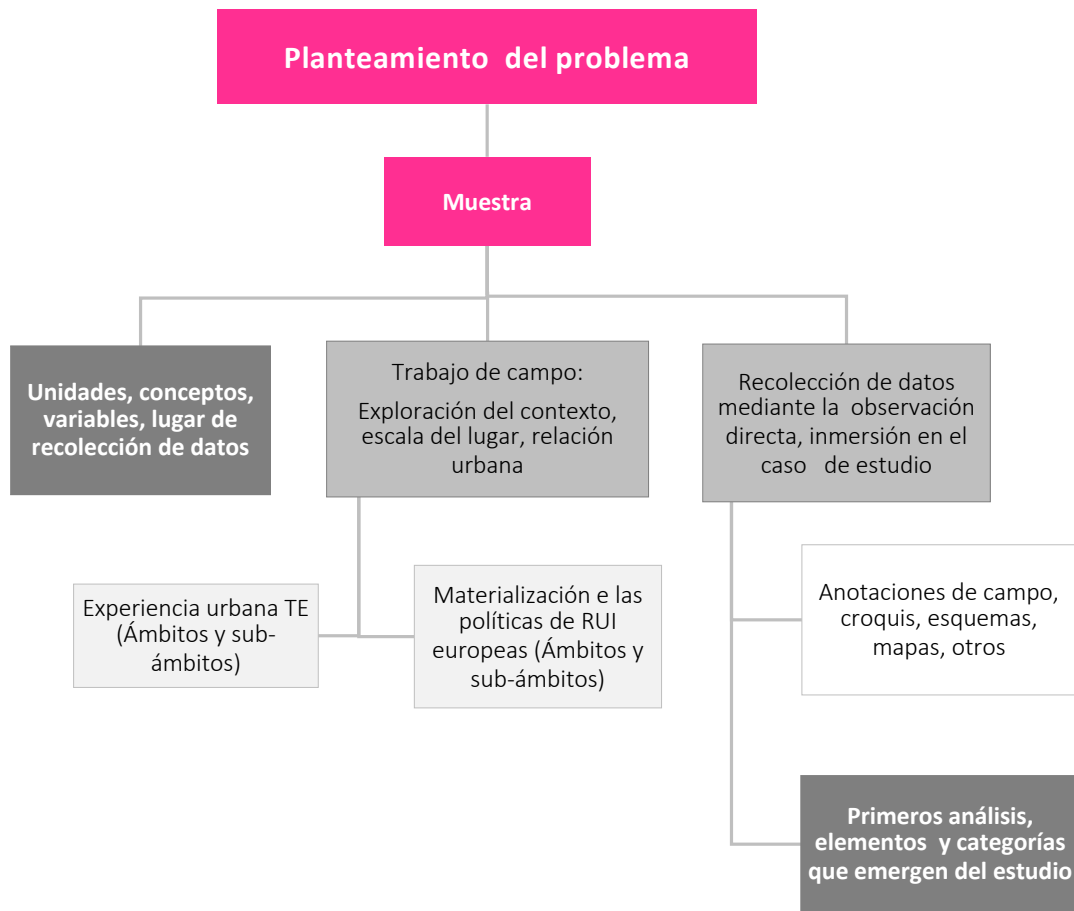 Planteamiento del problema
Muestra
Unidades, conceptos,
variables, lugar de
recolección de datos
Trabajo de campo:
Exploración del contexto,
escala del lugar, relación
urbana
Recolección de datos
mediante la observación
directa, inmersión en el
caso de estudio
Experiencia urbana TE
(Ámbitos y sub-
ámbitos)
Materialización e las
políticas de RUI
europeas (Ámbitos y
sub-ámbitos)
Anotaciones de campo,
croquis, esquemas,
mapas, otros
Primeros análisis,
elementos y categorías
que emergen del estudio